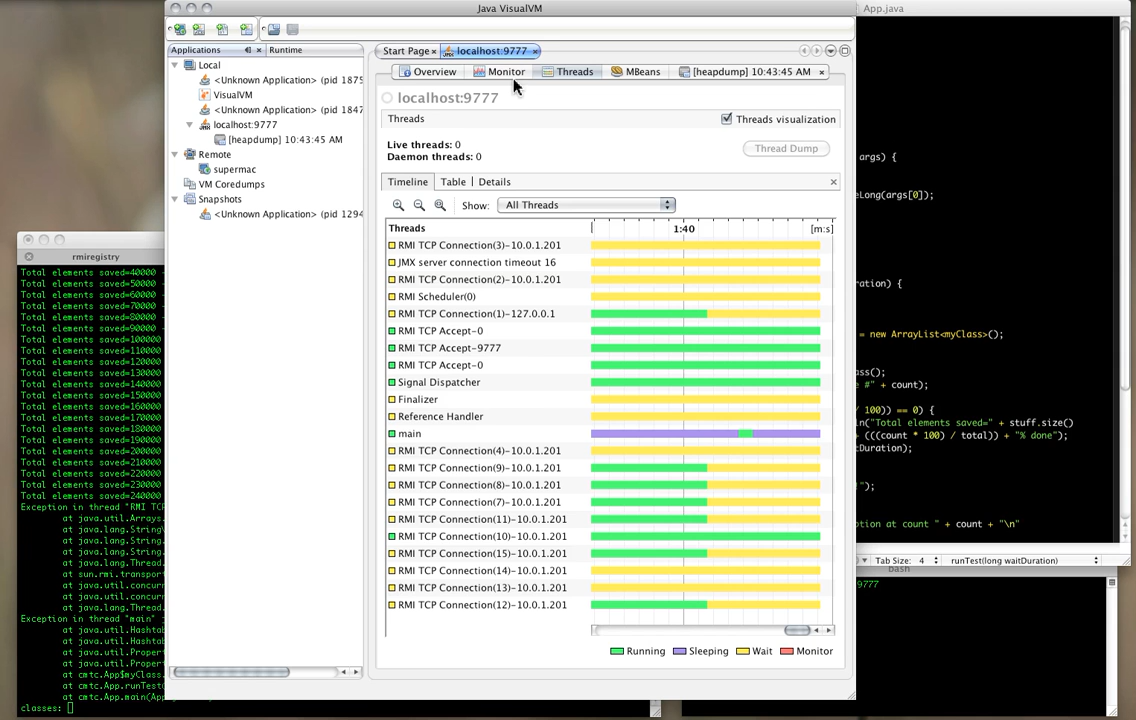 Java VisualVM
App.java
Applications
Runtime
Start Page
localhost:9777
Local
<Unknown Application> (pid 1875
VisualVM
<Unknown Application> (pid 1847
localhost:9777
[heapdump] 10:43:45 AM
Remote
supermac
VM Coredumps
Snapshots
<Unknown Application> (pid 1294
Overview
Monitor
Threads
MBeans
[heapdump] 10:43:45 AM
localhost:9777
Threads
Threads visualization
Live threads: 0
Daemon threads: 0
Thread Dump
Timeline
Table
Details
Show:
All Threads
Threads
1:40
[m:s]
RMI TCP Connection(3)-10.0.1.201
JMX server connection timeout 16
RMI TCP Connection(2)-10.0.1.201
RMI Scheduler(0)
RMI TCP Connection(1)-127.0.0.1
RMI TCP Accept-0
RMI TCP Accept-9777
RMI TCP Accept-0
Signal Dispatcher
Finalizer
Reference Handler
main
RMI TCP Connection(4)-10.0.1.201
RMI TCP Connection(9)-10.0.1.201
RMI TCP Connection(8)-10.0.1.201
RMI TCP Connection(7)-10.0.1.201
RMI TCP Connection(11)-10.0.1.201
RMI TCP Connection(10)-10.0.1.201
RMI TCP Connection(15)-10.0.1.201
RMI TCP Connection(14)-10.0.1.201
RMI TCP Connection(13)-10.0.1.201
RMI TCP Connection(12)-10.0.1.201
Running
Sleeping
Wait
Monitor
rmiregistry
Total elements saved=40000
Total elements saved=50000
Total elements saved=60000
Total elements saved=70000
Total elements saved=80000
Total elements saved=90000
Total elements saved=100000
Total elements saved=110000
Total elements saved=120000
Total elements saved=130000
Total elements saved=140000
Total elements saved=150000
Total elements saved=160000
Total elements saved=170000
Total elements saved=180000
Total elements saved=190000
Total elements saved=200000
Total elements saved=210000
Total elements saved=220000
Total elements saved=230000
Total elements saved=240000
Exception in thread "RMI TCP
at java.util.Arrays.
at java.lang.String
at java.lang.String.
at java.lang.Thread.
at sun.rmi.transport
at java.util.concur
at java.util.concur
at java.lang.Thread.
Exception in thread "main"
at java.util.Hashtab
at java.util.Hashtab
at java.util.Proper
at java.util.Proper
at cmtc.App$myClass.
at cmtc.App.runTest(
at cmtc.App.main(App
classes:
args) {
eLong(args[0]);
ration) {
= new ArrayList<myClass>();
ass();
e #" + count);
/ 100)) == 0) {
n("Total elements saved=" + stuff.size()
+ (((count * 100) / total)) + "% done");
tDuration);
!");
otion at count " + count + "\n"
Tab Size: 4
runTest(long waitDuration)
bash
9777